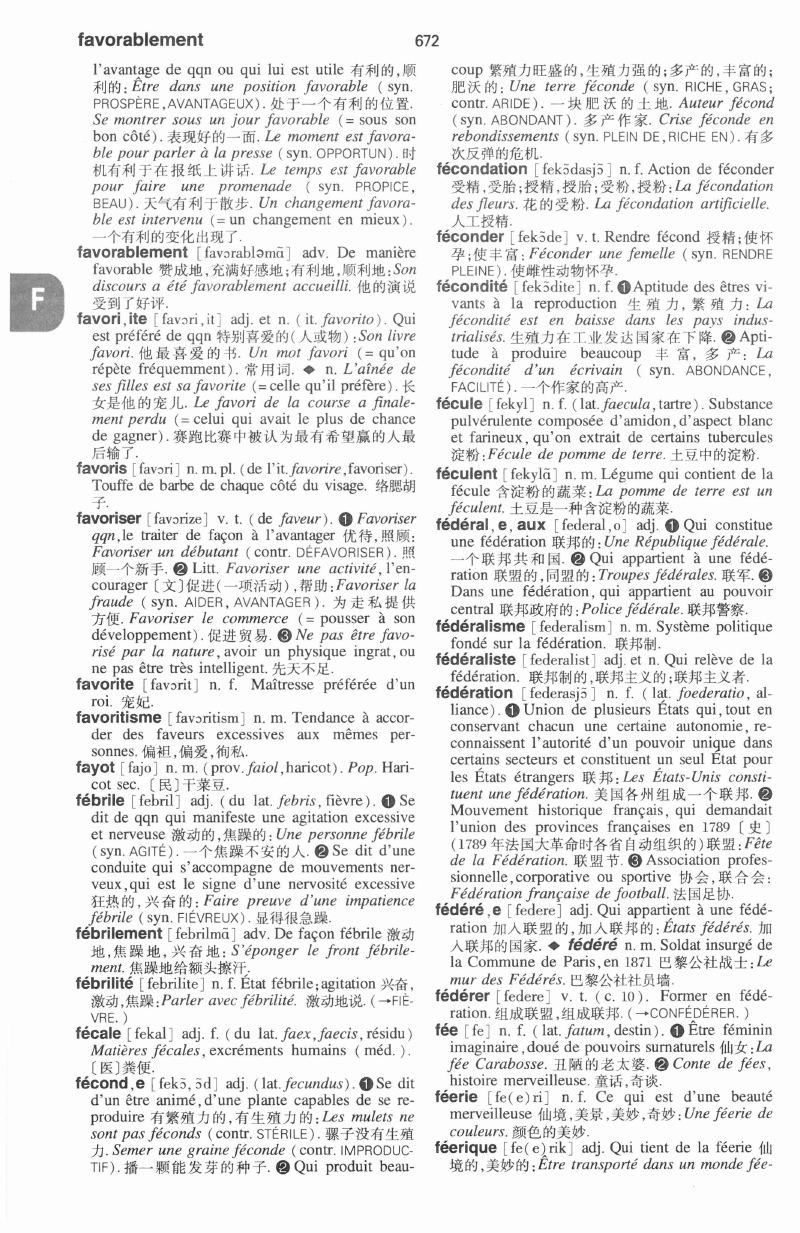 favorablement
672
l'avantage de qqn ou qui lui est utile 有利的,顺
利的: Être dans une position favorable ( syn.
PROSPÈRE,AVANTAGEUX). 处于一个有利的位置.
Se montrer sous un jour favorable (= sous son
bon côté). 表现好的一面. Le moment est favora-
ble pour parler à la presse ( syn. OPPORTUN). 时
机有利于在报纸上讲话. Le temps est favorable
pour faire une promenade ( syn. PROPICE,
BEAU). 天气有利于散步. Un changement favora-
ble est intervenu (= un changement en mieux).
一个有利的变化出现了.
favorablement [favɔrabləmɑ̃] adv. De manière
favorable 赞成地,充满好感地;有利地,顺利地:Son
discours a été favorablement accueilli. 他的演说
受到了好评.
F
favori,ite [favɔri,it] adj. et n. ( it. favorito). Qui
est préféré de qqn 特别喜爱的(人或物):Son livre
favori. 他最喜爱的书. Un mot favori (= qu'on
répète fréquemment). 常用词. ◆ n. L'aînée de
ses filles est sa favorite (= celle qu'il préfère). 长
女是他的宠儿. Le favori de la course a finale-
ment perdu (= celui qui avait le plus de chance
de gagner). 赛跑比赛中被认为最有希望赢的人最
后输了.
favoris [favɔri] n. m. pl. (de l'it. favorire,favoriser).
Touffe de barbe de chaque côté du visage. 络腮胡
子.
favoriser [favɔrize] v. t. ( de faveur). ❶ Favoriser
qqn,le traiter de façon à l'avantager 优待,照顾:
Favoriser un débutant ( contr. DÉFAVORISER). 照
顾一个新手. ❷ Litt. Favoriser une activité, l'en-
courager [文]促进(一项活动),帮助:Favoriser la
fraude ( syn. AIDER, AVANTAGER). 为走私提供
方便. Favoriser le commerce (= pousser à son
développement). 促进贸易. ❸ Ne pas être favo-
risé par la nature, avoir un physique ingrat, ou
ne pas être très intelligent. 先天不足.
favorite [favɔrit] n. f. Maîtresse préférée d'un
roi. 宠妃.
favoritisme [favɔritism] n. m. Tendance à accor-
der des faveurs excessives aux mêmes per-
sonnes. 偏袒,偏爱,徇私.
fayot [fajo] n. m. ( prov. faiol,haricot). Pop. Hari-
cot sec. [民]干菜豆.
fébrile [febril] adj. ( du lat. febris, fièvre). ❶ Se
dit de qqn qui manifeste une agitation excessive
et nerveuse 激动的,焦躁的: Une personne fébrile
( syn. AGITÉ). 一个焦躁不安的人. ❷ Se dit d'une
conduite qui s'accompagne de mouvements ner-
veux,qui est le signe d'une nervosité excessive
狂热的,兴奋的: Faire preuve d'une impatience
fébrile ( syn. FIÉVREUX). 显得很急躁.
fébrilement [febrilmɑ̃] adv. De façon fébrile 激动
地,焦躁地,兴奋地: S'éponger le front fébrile-
ment. 焦躁地给额头擦汗.
fébrilité [febrilite] n. f. État fébrile;agitation 兴奋,
激动,焦躁:Parler avec fébrilité. 激动地说. (→FIÈ-
VRE. )
fécale [fekal] adj. f. ( du lat. faex,faecis, résidu)
Matières fécales, excréments humains ( méd. ).
[医]粪便.
fécond,e [fekɔ̃, ɔ̃d] adj. (lat. fecundus). ❶ Se dit
d'un être animé,d'une plante capables de se re-
produire 有繁殖力的,有生殖力的: Les mulets ne
sont pas féconds (contr. STÉRILE). 骡子没有生殖
力. Semer une graine féconde (contr. IMPRODUC-
TIF). 播一颗能发芽的种子. ❷ Qui produit beau-
coup 繁殖力旺盛的,生殖力强的;多产的,丰富的;
肥沃的: Une terre féconde ( syn. RICHE, GRAS;
contr. ARIDE). 一块肥沃的土地. Auteur fécond
(syn. ABONDANT). 多产作家. Crise féconde en
rebondissements ( syn. PLEIN DE,RICHE EN). 有多
次反弹的危机.
fécondation [fekɔ̃dasjɔ̃] n. f. Action de féconder
受精,受胎;授精,授胎;受粉,授粉:La fécondation
des fleurs. 花的受粉. La fécondation artificielle.
人工授精.
féconder [fekɔ̃de] v. t. Rendre fécond 授精;使怀
孕;使丰富: Féconder une femelle ( syn. RENDRE
PLEINE). 使雌性动物怀孕.
fécondité [fekɔ̃dite] n. f. ❶ Aptitude des êtres vi-
vants à la reproduction 生殖力,繁殖力: La
fécondité est en baisse dans les pays indus-
trialisés. 生殖力在工业发达国家在下降. ❷ Apti-
tude à produire beaucoup 丰富,多产: La
fécondité d'un écrivain ( syn. ABONDANCE,
FACILITÉ). 一个作家的高产.
fécule [fekyl] n. f. ( lat. faecula, tartre). Substance
pulvérulente composée d'amidon,d'aspect blanc
et farineux, qu'on extrait de certains tubercules
淀粉:Fécule de pomme de terre. 土豆中的淀粉.
féculent [fekylɑ̃] n. m. Légume qui contient de la
fécule 含淀粉的蔬菜: La pomme de terre est un
féculent. 土豆是一种含淀粉的蔬菜.
fédéral, e, aux [federal,o] adj. ❶ Qui constitue
une fédération 联邦的: Une République fédérale.
一个联邦共和国. ❷ Qui appartient à une fédé-
ration 联盟的,同盟的: Troupes fédérales. 联军. ❸
Dans une fédération, qui appartient au pouvoir
central 联邦政府的: Police fédérale. 联邦警察.
fédéralisme [federalism] n. m. Système politique
fondé sur la fédération. 联邦制.
fédéraliste [federalist] adj. et n. Qui relève de la
fédération. 联邦制的,联邦主义的;联邦主义者.
fédération [federasjɔ̃] n. f. ( lat. foederatio, al-
liance). ❶ Union de plusieurs États qui, tout en
conservant chacun une certaine autonomie, re-
connaissent l'autorité d'un pouvoir unique dans
certains secteurs et constituent un seul État pour
les États étrangers 联邦: Les États-Unis consti-
tuent une fédération. 美国各州组成一个联邦. ❷
Mouvement historique français, qui demandait
l'union des provinces françaises en 1789 [史]
(1789 年法国大革命时各省自动组织的)联盟:Fête
de la Fédération. 联盟节. ❸ Association profes-
sionnelle,corporative ou sportive 协会,联合会:
Fédération française de football. 法国足协.
fédéré,e [federe] adj. Qui appartient à une fédé-
ration 加入联盟的,加入联邦的: États fédérés. 加
入联邦的国家. ◆ fédéré n. m. Soldat insurgé de
la Commune de Paris,en 1871 巴黎公社战士:Le
mur des Fédérés. 巴黎公社社员墙.
fédérer [federe] v. t. ( c. 10). Former en fédé-
ration. 组成联盟,组成联邦. (→CONFÉDÉRER. )
fée [fe] n. f. ( lat. fatum, destin). ❶ Être féminin
imaginaire,doué de pouvoirs surnaturels 仙女:La
fée Carabosse. 丑陋的老太婆. ❷ Conte de fées,
histoire merveilleuse. 童话,奇谈.
féerie [fe(e)ri] n. f. Ce qui est d'une beauté
merveilleuse 仙境,美景,美妙,奇妙: Une féerie de
couleurs. 颜色的美妙.
féerique [fe(e)rik] adj. Qui tient de la féerie 仙
境的,美妙的:Être transporté dans un monde fée-